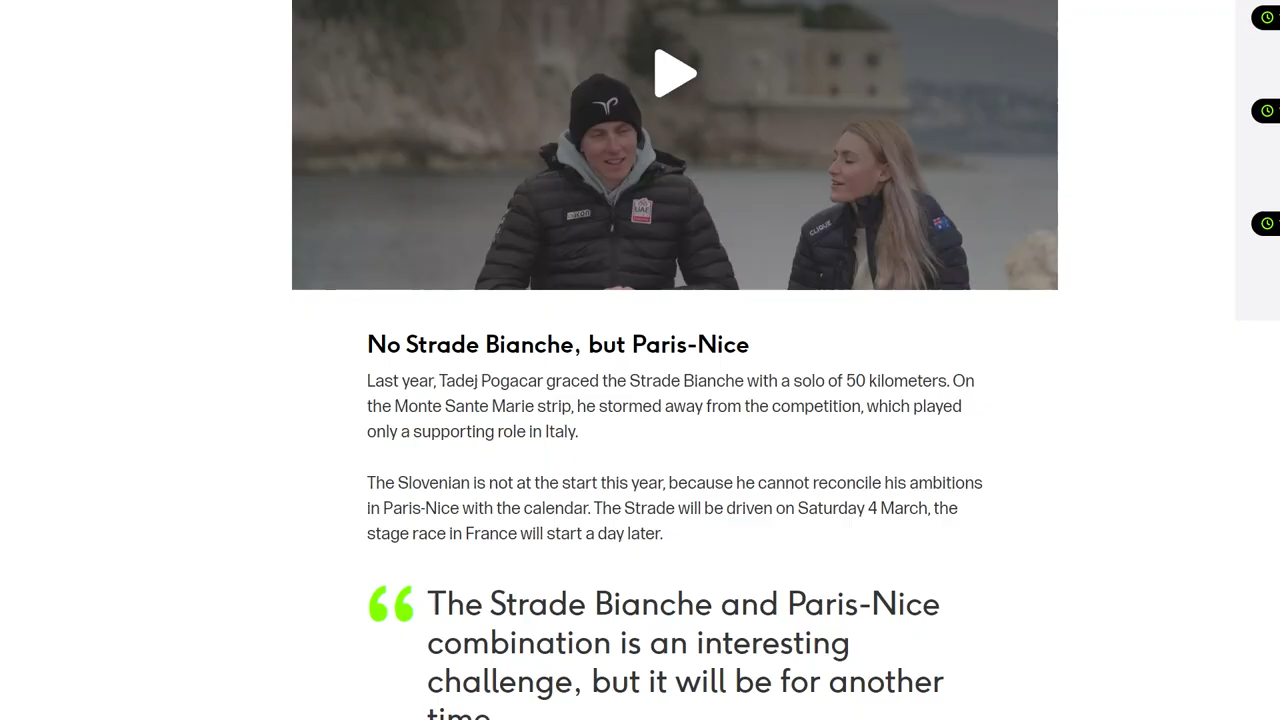 ekoi
UAE
CLIQUE
No Strade Bianche, but Paris-Nice
Last year, Tadej Pogacar graced the Strade Bianche with a solo of 50 kilometers. On
the Monte Sante Marie strip, he stormed away from the competition, which played
only a supporting role in Italy.
The Slovenian is not at the start this year, because he cannot reconcile his ambitions
in Paris-Nice with the calendar. The Strade will be driven on Saturday 4 March, the
stage race in France will start a day later.
“ The Strade Bianche and Paris-Nice
combination is an interesting
challenge, but it will be for another
time.